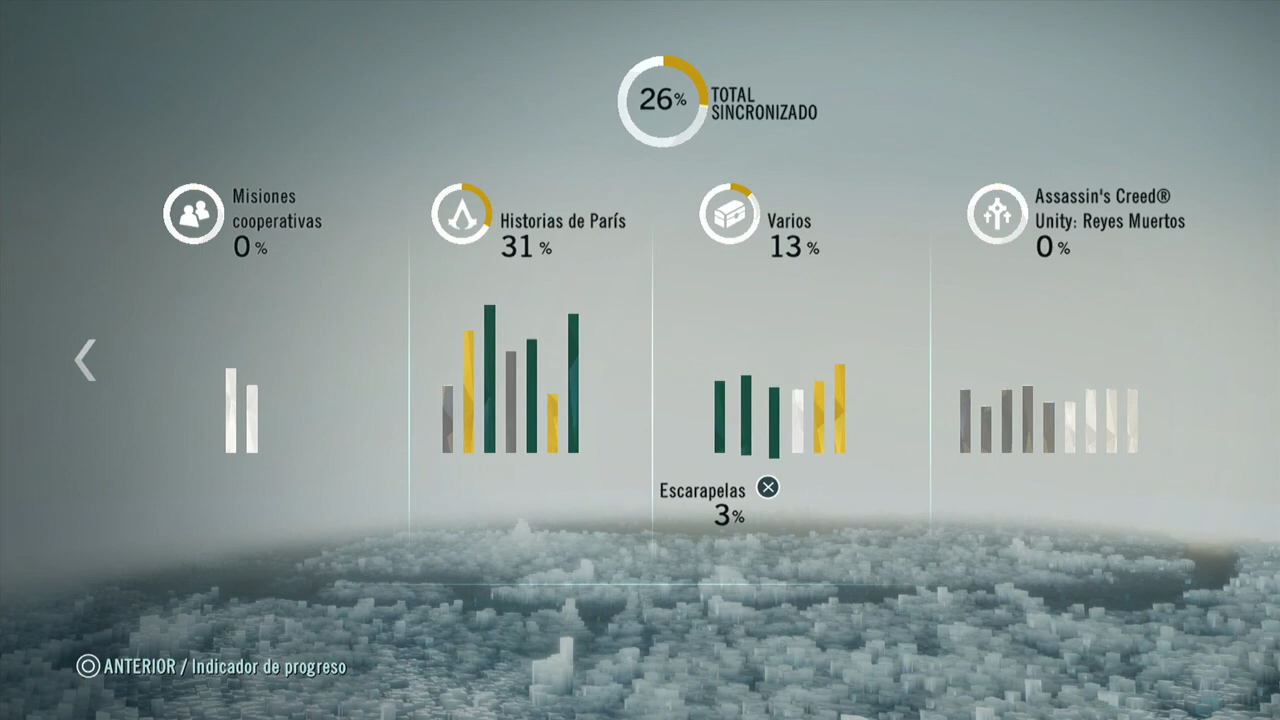 26%
TOTAL
SINCRONIZADO
Misiones
cooperativas
0 %
Historias de París
31 %
Varios
13 %
Assassin's Creed®
Unity: Reyes Muertos
0 %
Escarapelas
3%
ANTERIOR / Indicador de progreso